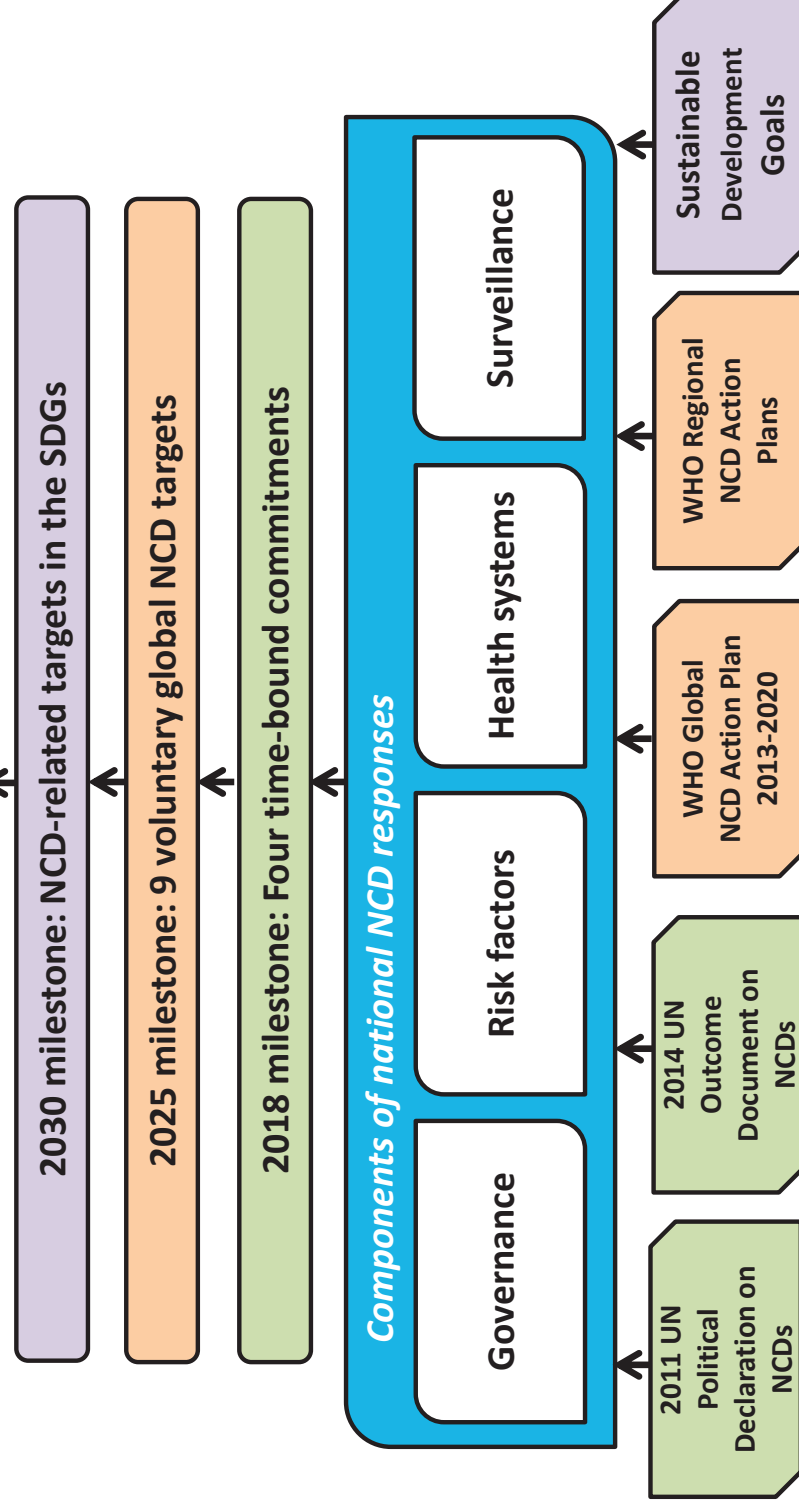 2030 milestone: NCD-related targets in the SDGs
2025 milestone: 9 voluntary global NCD targets
2018 milestone: Four time-bound commitments
Components of national NCD responses
Governance
Risk factors
Health systems
Surveillance
2011 UN
Political
Declaration on
NCDs
2014 UN
Outcome
Document on
NCDs
WHO Global
NCD Action Plan
2013-2020
WHO Regional
NCD Action
Plans
Sustainable
Development
Goals